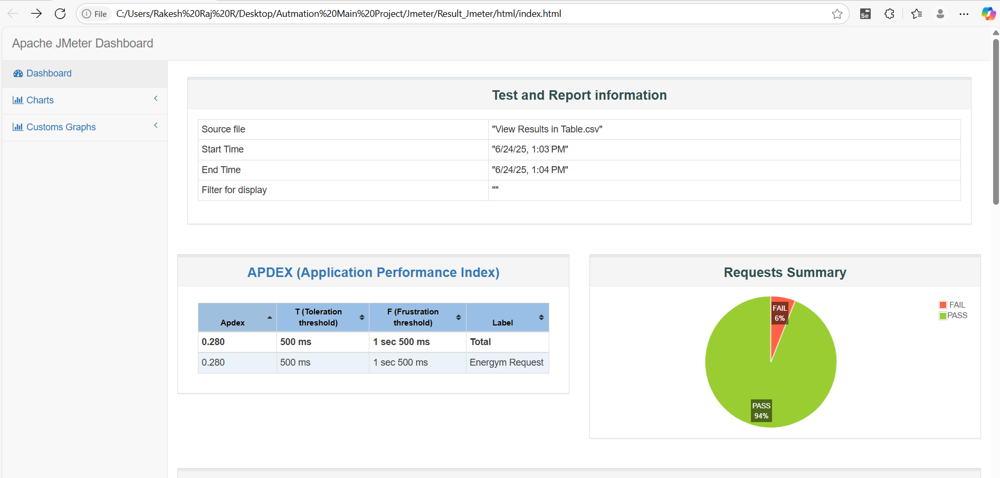 File C:/Users/Rakesh%20Raj%20R/Desktop/Autmation%20Main%20Project/Jmeter/Result_Jmeter/html/index.html
Se
Apache JMeter Dashboard
Dashboard
Charts
Customs Graphs
Test and Report information
Source file "View Results in Table.csv"
Start Time "6/24/25, 1:03 PM"
End Time "6/24/25, 1:04 PM"
Filter for display ""
APDEX (Application Performance Index)
Apdex T (Toleration threshold) F (Frustration threshold) Label
0.280 500 ms 1 sec 500 ms Total
0.280 500 ms 1 sec 500 ms Energym Request
Requests Summary
FAIL
6%
PASS
94%
FAIL
PASS